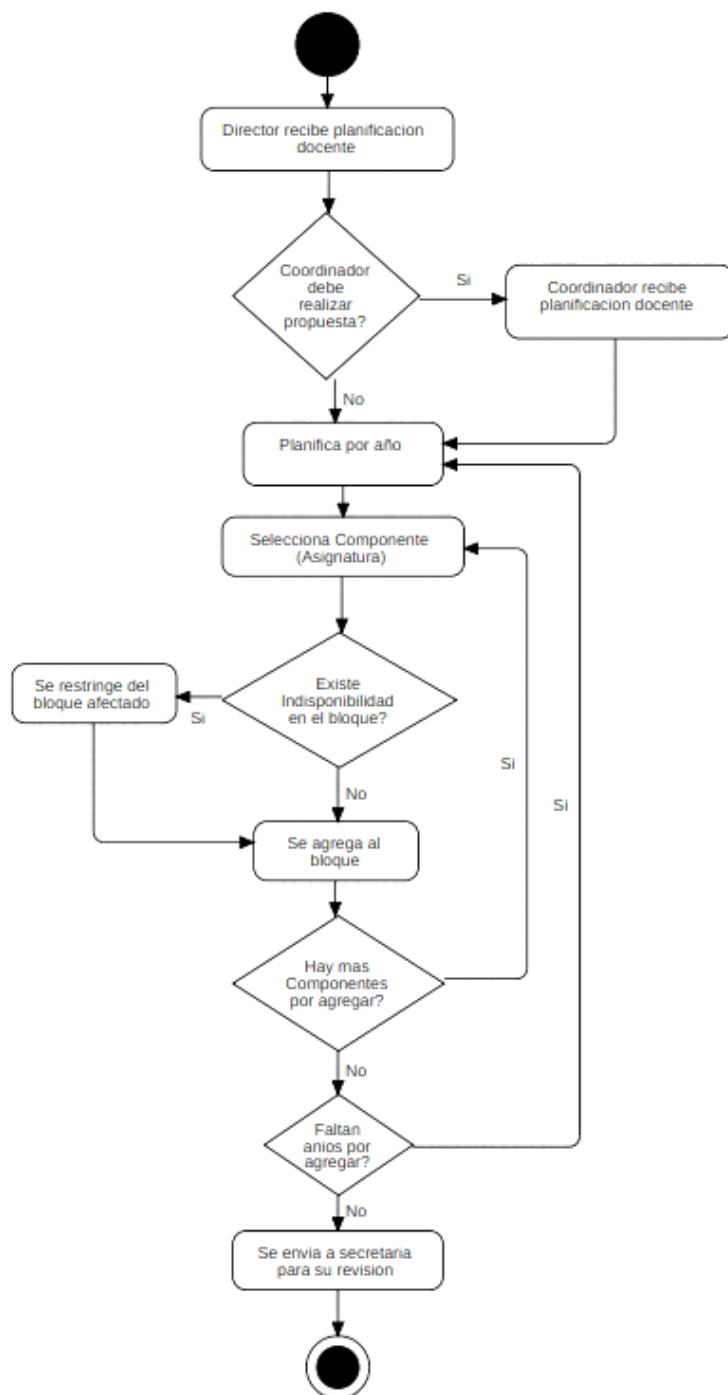 Director recibe planificacion
docente
Coordinador
debe
realizar
propuesta?
Si
Coordinador recibe
planificacion docente
No
Planifica por año
Selecciona Componente
(Asignatura)
Existe
Indisponibilidad
en el bloque?
Se restringe del
bloque afectado
Si
Si
Si
No
Se agrega al
bloque
Hay mas
Componentes
por agregar?
No
Faltan
anios por
agregar?
No
Se envia a secretaria
para su revision